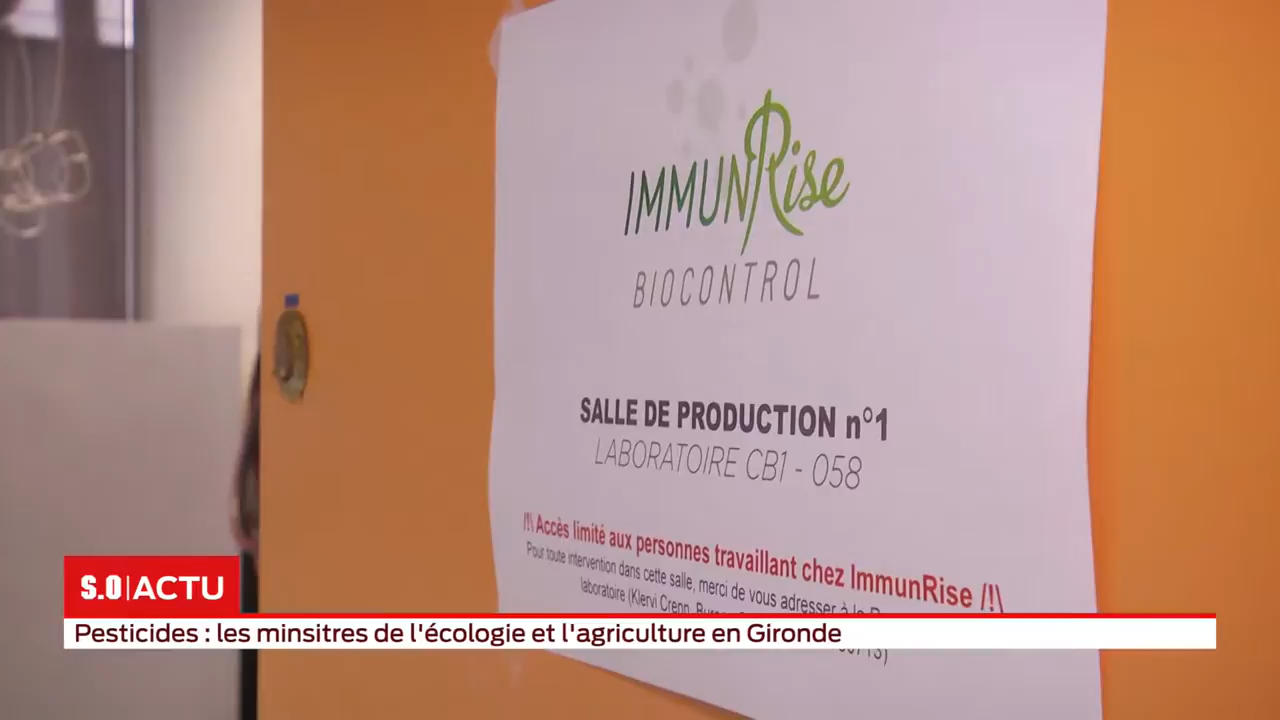 IMMUNRise
BIOCONTROL
SALLE DE PRODUCTION n°1
LABORATOIRE CB1 - 058
/!\ Accès limité aux personnes travaillant chez ImmunRise /!\
Pour toute intervention dans cette salle, merci de vous adresser à
laboratoire (Klervi Crenn,
S.O|ACTU
Pesticides : les minsitres de l'écologie et l'agriculture en Gironde